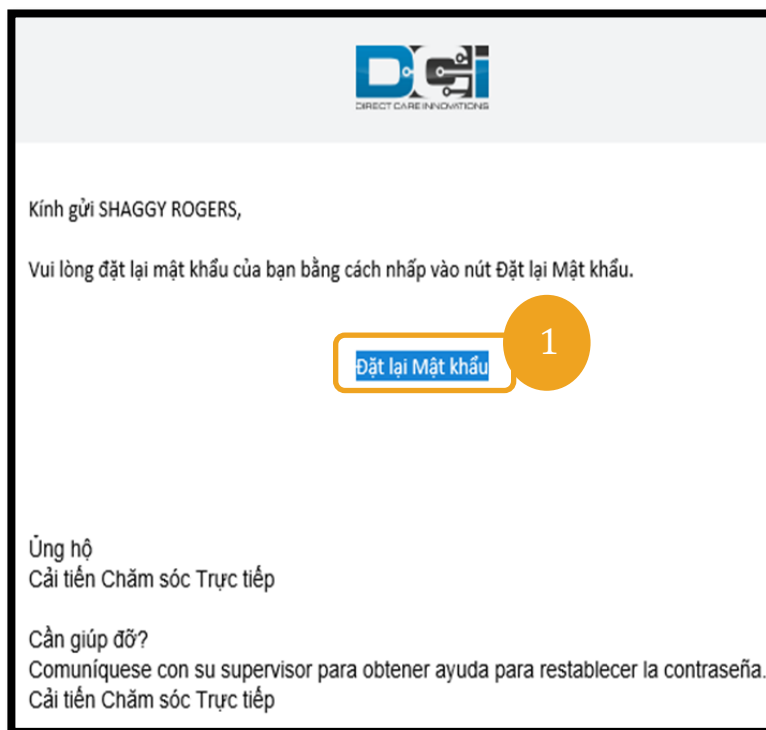 DCi
DIRECT CARE INNOVATIONS
Kính gửi SHAGGY ROGERS,
Vui lòng đặt lại mật khẩu của bạn bằng cách nhấp vào nút Đặt lại Mật khẩu.
1
Đặt lại Mật khẩu
Ủng hộ
Cải tiến Chăm sóc Trực tiếp
Cần giúp đỡ?
Comuníquese con su supervisor para obtener ayuda para restablecer la contraseña.
Cải tiến Chăm sóc Trực tiếp